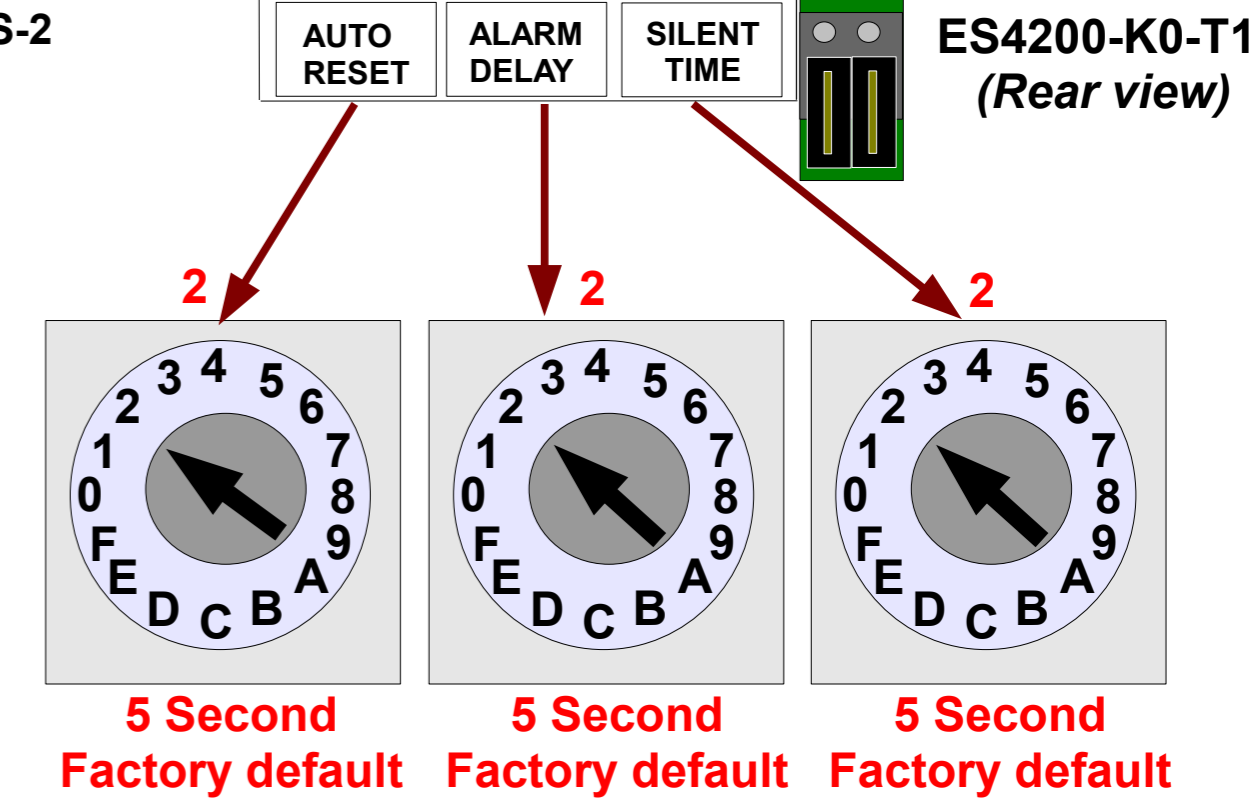 S-2
AUTO
RESET
ALARM
DELAY
SILENT
TIME
ES4200-K0-T1
(Rear view)
2
2
2
0 1 2 3 4 5 6 7 8 9 A B C D E F
0 1 2 3 4 5 6 7 8 9 A B C D E F
0 1 2 3 4 5 6 7 8 9 A B C D E F
5 Second
Factory default
5 Second
Factory default
5 Second
Factory default